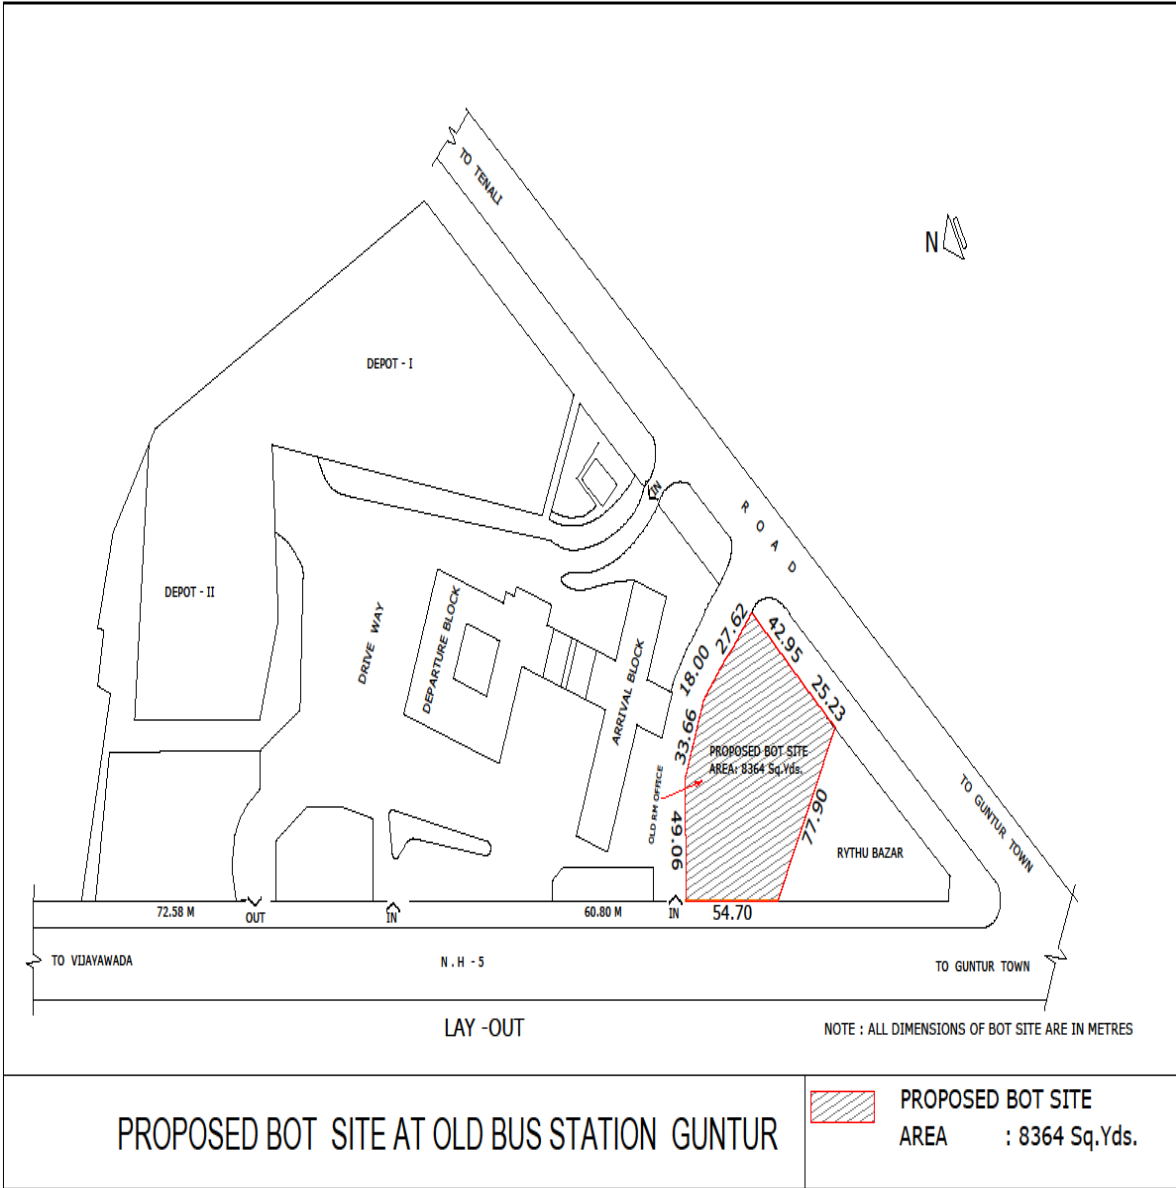 TO TENALI
N
DEPOT - I
IN
R O A D
DEPOT - II
DRIVE WAY
DEPARTURE BLOCK
ARRIVAL BLOCK
27.62
42.95
18.00
25.23
33.66
PROPOSED BOT SITE
AREA: 8364 Sq.Yds.
OLD RM OFFICE
49.06
77.90
TO GUNTUR TOWN
RYTHU BAZAR
72.58 M
OUT
IN
60.80 M
IN
54.70
TO VIJAYAWADA
N . H - 5
TO GUNTUR TOWN
LAY -OUT
NOTE : ALL DIMENSIONS OF BOT SITE ARE IN METRES
PROPOSED BOT SITE AT OLD BUS STATION GUNTUR
PROPOSED BOT SITE
AREA : 8364 Sq.Yds.